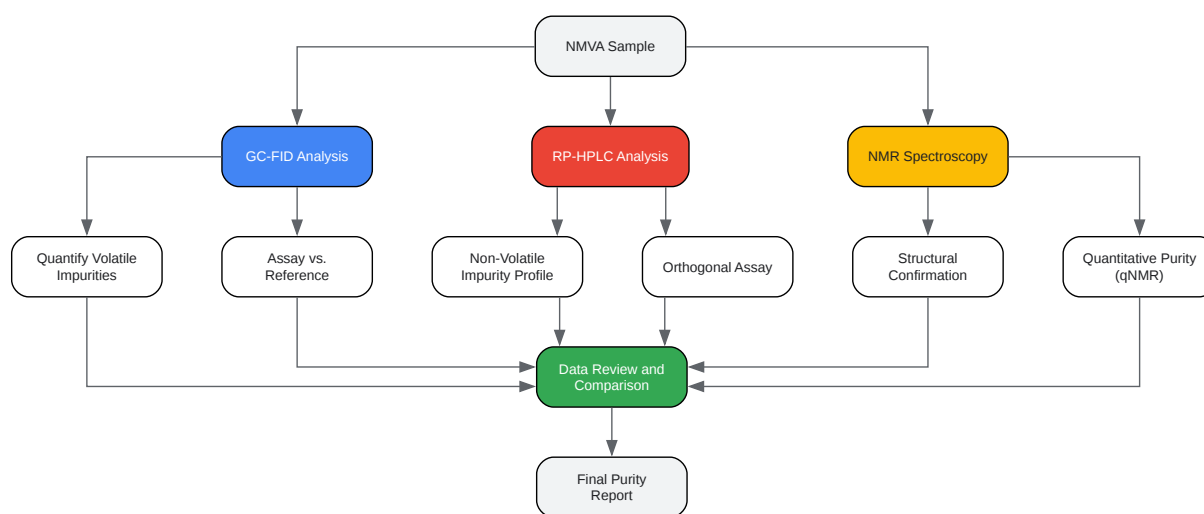 NMVA Sample
GC-FID Analysis
RP-HPLC Analysis
NMR Spectroscopy
Quantify Volatile
Impurities
Assay vs.
Reference
Non-Volatile
Impurity Profile
Orthogonal Assay
Structural
Confirmation
Quantitative Purity
(qNMR)
Data Review and
Comparison
Final Purity
Report